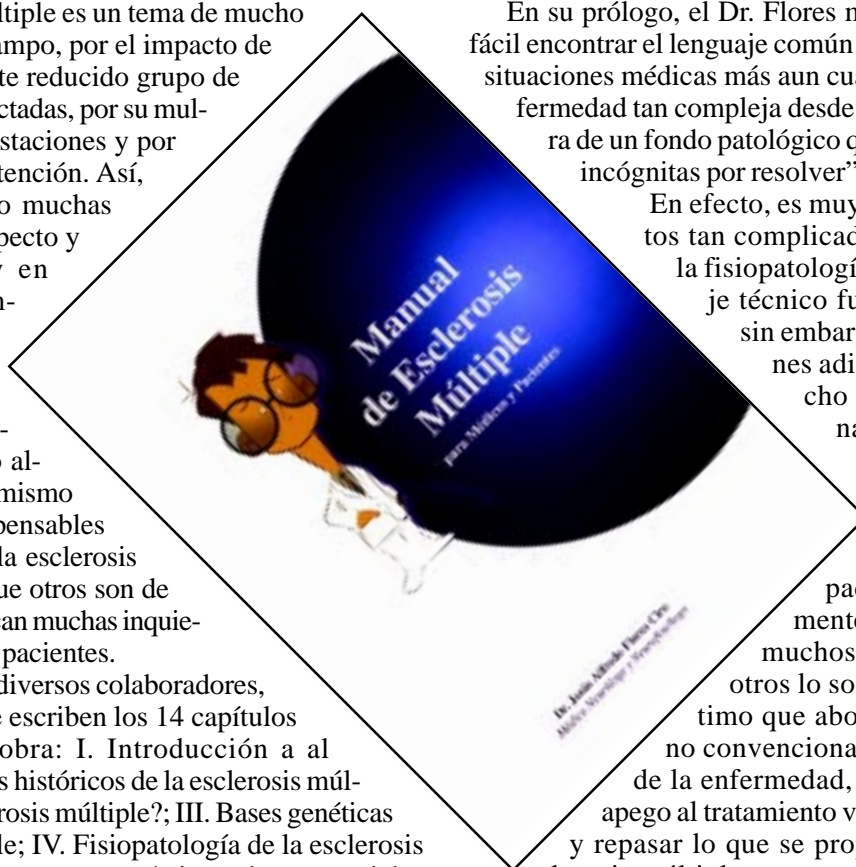 ltiple es un tema de mucho
ampo, por el impacto de
te reducido grupo de
ctadas, por su mul-
staciones y por
tención. Así,
o muchas
pecto y
y en
n-
-
o al-
mismo
pensables
la esclerosis
ue otros son de
can muchas inquie-
pacientes.
diversos colaboradores,
e escriben los 14 capítulos
obra: I. Introducción a al
s históricos de la esclerosis múl-
rosis múltiple?; III. Bases genéticas
le; IV. Fisiopatología de la esclerosis
Manual
de Esclerosis
Múltiple
para Médicos y Pacientes
Dr. José Flores
Médico Neurólogo y
En su prólogo, el Dr. Flores m
fácil encontrar el lenguaje común
situaciones médicas más aun cua
fermedad tan compleja desde
ra de un fondo patológico q
incógnitas por resolver”
En efecto, es muy
tos tan complicad
la fisiopatologí
je técnico fu
sin embar
nes adi
cho
na
pac
mente
muchos
otros lo so
timo que abo
no convenciona
de la enfermedad,
apego al tratamiento v
y repasar lo que se pro